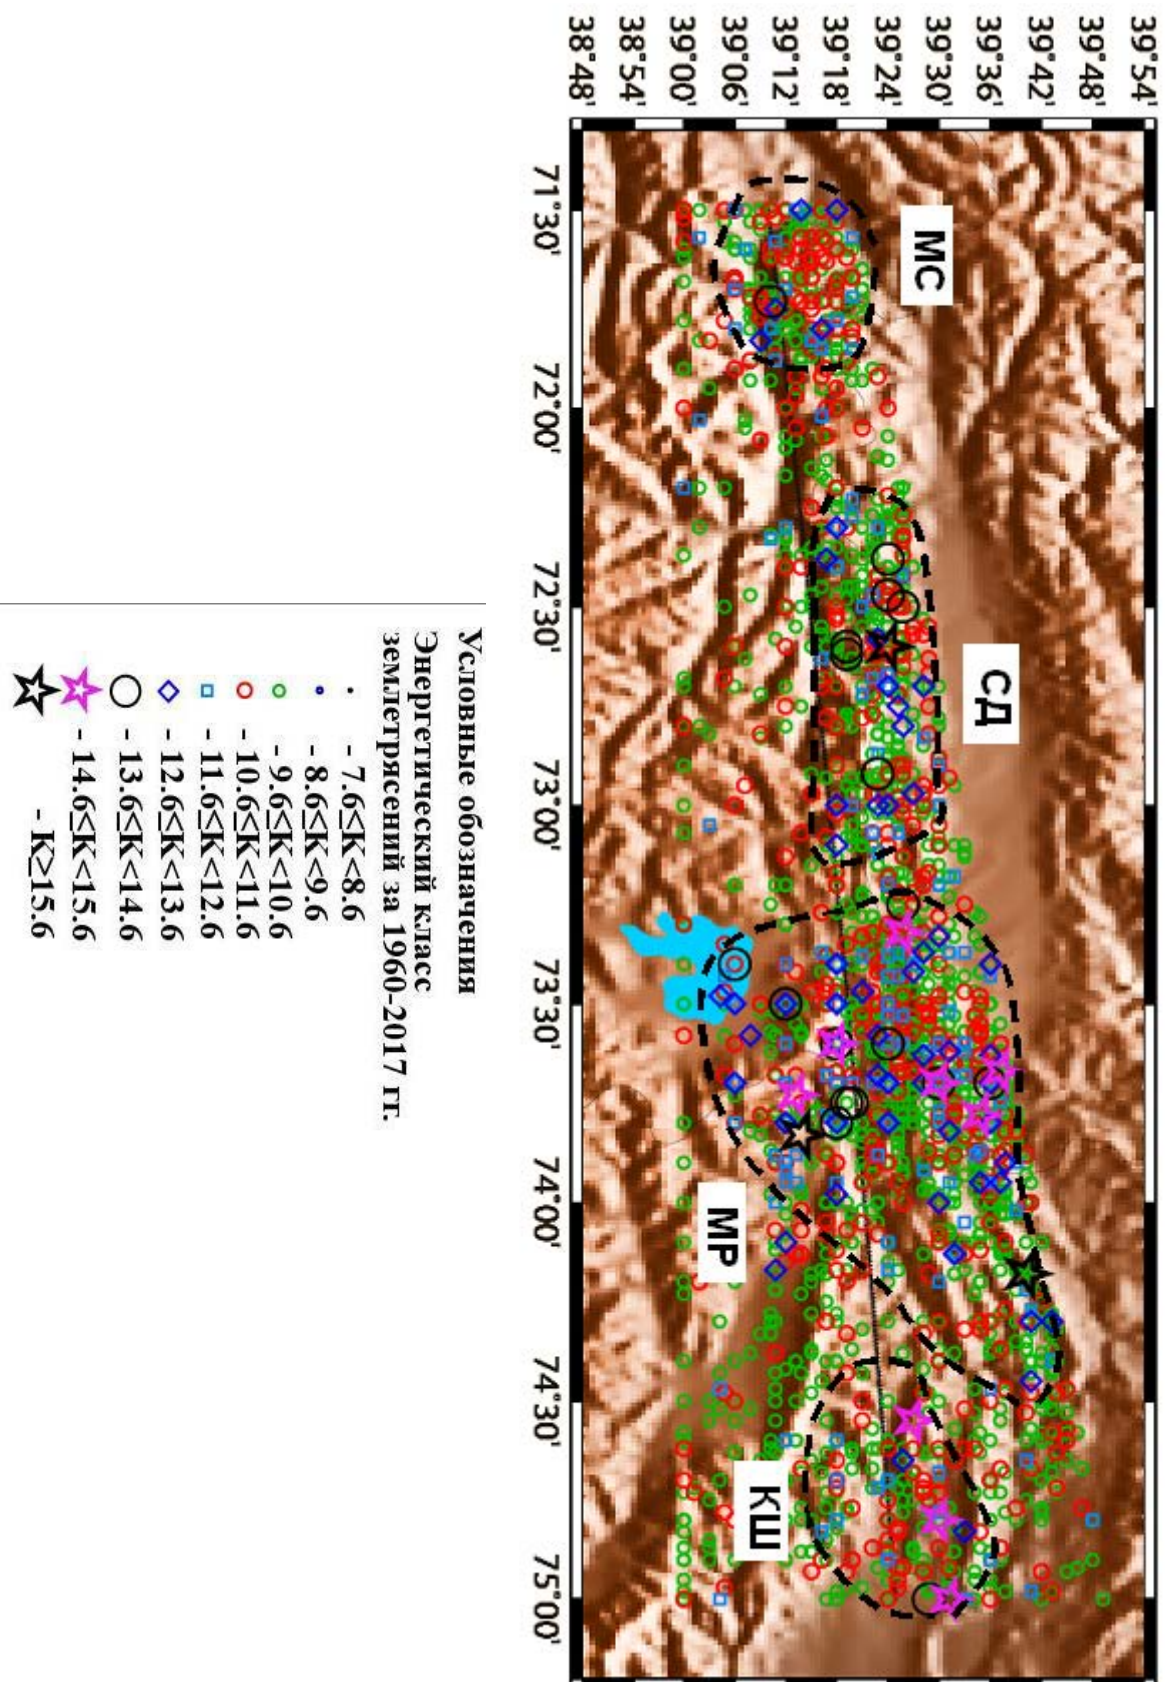 39°54'
39°48'
39°42'
39°36'
39°30'
39°24'
39°18'
39°12'
39°06'
39°00'
38°54'
38°48'
МС
СД
МР
КШ
71°30'
72°00'
72°30'
73°00'
73°30'
74°00'
74°30'
75°00'
Условные обозначения
Энергетический класс
землетрясений за 1960-2017 гг.
- 7.6≤K<8.6
- 8.6≤K<9.6
- 9.6≤K<10.6
- 10.6≤K<11.6
- 11.6≤K<12.6
- 12.6≤K<13.6
- 13.6≤K<14.6
- 14.6≤K<15.6
- K≥15.6